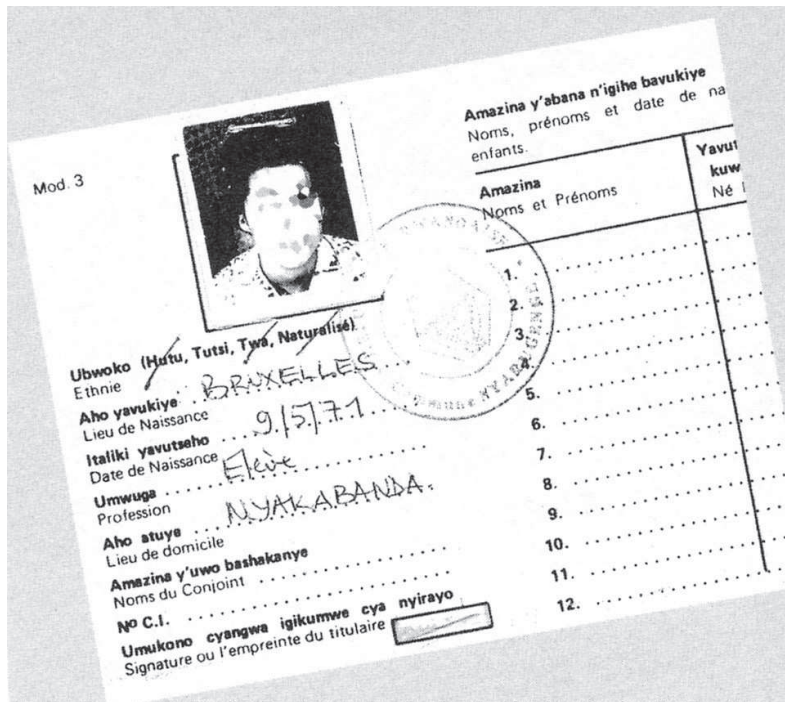 Mod. 3
Ubwoko (Hutu, Tutsi, Twa, Naturalisé)
Ethnie
Aho yavukiye . . BRUXELLES . . .
Lieu de Naissance
Italiki yavutseho . . . 9/5/71 . . .
Date de Naissance
Umwuga . . . . Elève . . . .
Profession
Aho atuye . . . NYAKABANDA.
Lieu de domicile
Amazina y'uwo bashakanye
Noms du Conjoint . . . . . . . . . .
Nº C.I. . . . . . . . . . .
Umukono cyangwa igikumwe cya nyirayo
Signature ou l'empreinte du titulaire
Amazina y'abana n'igihe bavukiye
Noms, prénoms et date de na
enfants.
Amazina
Noms et Prénoms
Yavut
kuw
Né l
1.
2.
3.
4.
5.
6.
7.
8.
9.
10.
11.
12.
RWANDAISE
Commune NYARUGENGE